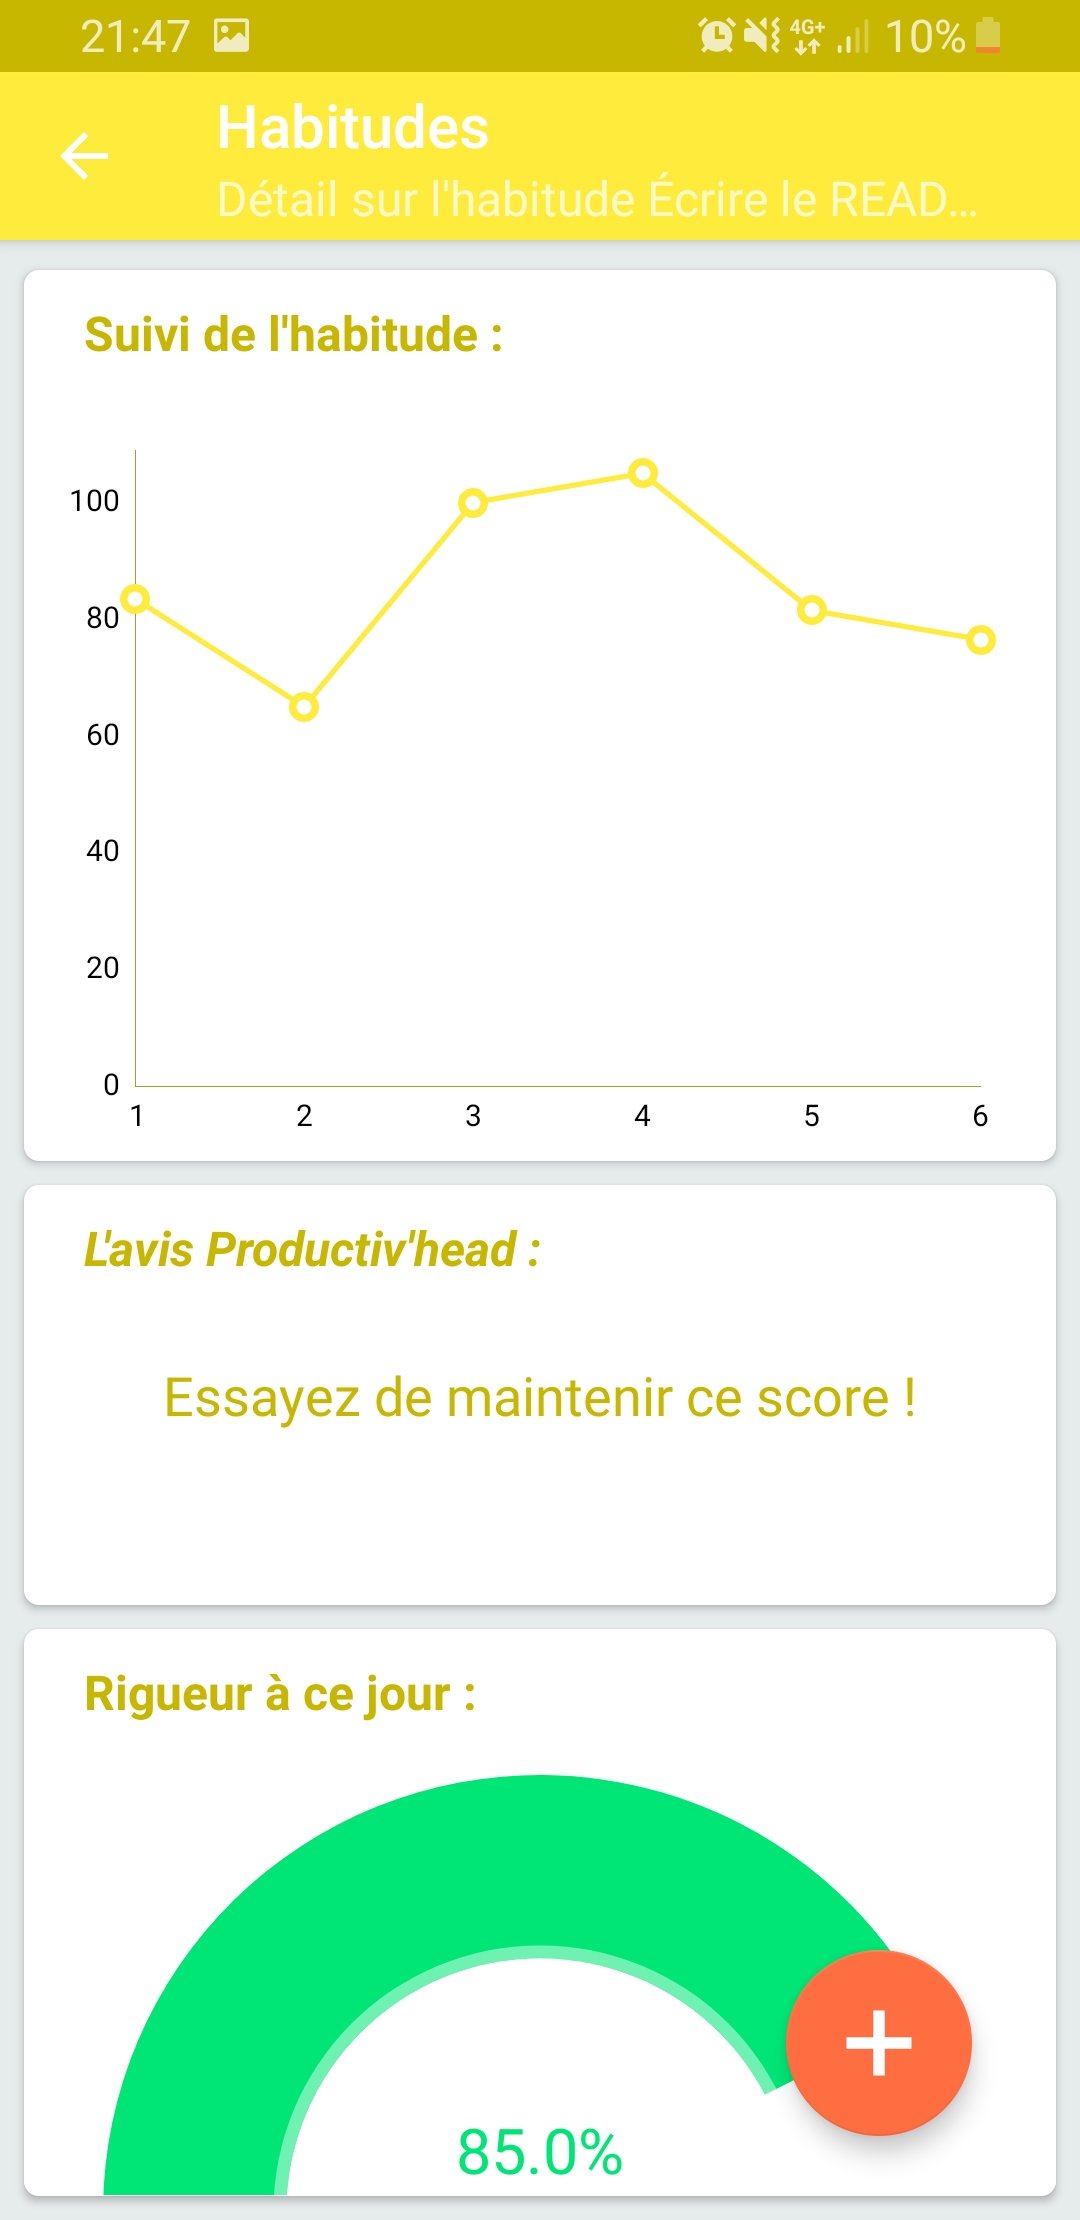 21:47 4G+ 10%
Habitudes
Détail sur l'habitude Écrire le READ...
Suivi de l'habitude :
100
80
60
40
20
0
1 2 3 4 5 6
L'avis Productiv'head :
Essayez de maintenir ce score !
Rigueur à ce jour :
85.0%